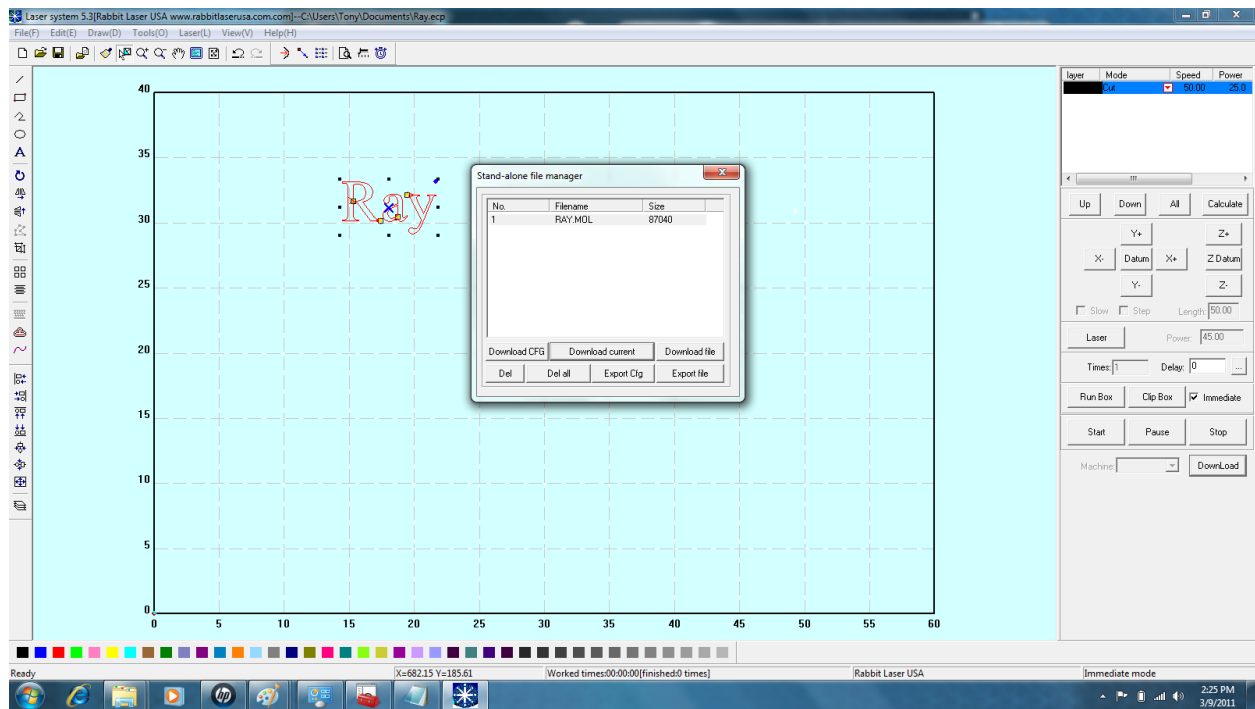 Laser system 5.3[Rabbit Laser USA www.rabbitlaserusa.com.com]--C:\Users\Tony\Documents\Ray.ecp
File(F) Edit(E) Draw(D) Tools(O) Laser(L) View(V) Help(H)
layer Mode Speed Power
Cut 50.00 25.0
40
35
30
25
20
15
10
5
0
0 5 10 15 20 25 30 35 40 45 50 55 60
Ray
Stand-alone file manager
No. Filename Size
1 RAY.MOL 87040
Download CFG Download current Download file
Del Del all Export Cfg Export file
Up Down All Calculate
Y+ Z+
X- Datum X+ Z Datum
Y- Z-
Slow Step Length: 50.00
Laser Power: 45.00
Times: 1 Delay: 0 ...
Run Box Clip Box Immediate
Start Pause Stop
Machine: DownLoad
Ready X=682.15 Y=185.61 Worked times:00:00:00[finished:0 times] Rabbit Laser USA Immediate mode
hp
2:25 PM
3/9/2011